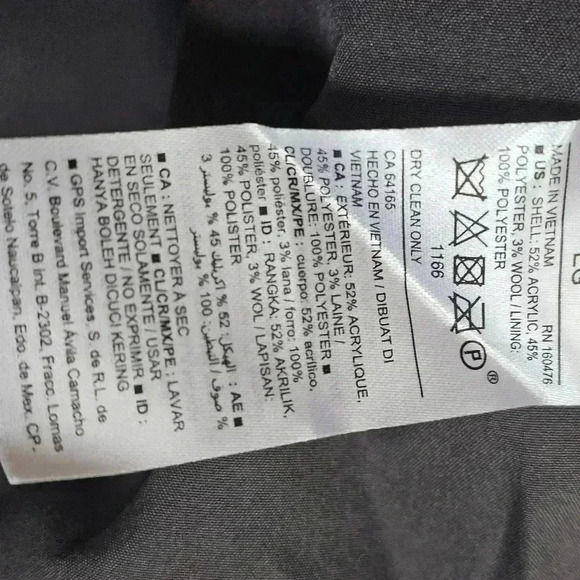 MADE IN VIETNAM RN 160476
■ US : SHELL: 52% ACRYLIC, 45%
POLYESTER, 3% WOOL / LINING:
100% POLYESTER
P ®
1166
DRY CLEAN ONLY
CA 64165
HECHO EN VIETNAM / DIBUAT DI
VIETNAM
■ CA : EXTÉRIEUR: 52% ACRYLIQUE,
45% POLYESTER, 3% LAINE /
DOUBLURE: 100% POLYESTER ■
CL/CR/MX/PE : cuerpo: 52% acrílico,
45% poliéster, 3% lana / forro: 100%
poliéster ■ ID : RANGKA: 52% AKRILIK,
45% POLIESTER, 3% WOL / LAPISAN:
100% POLISTER
■ AE : الهيكل: 52 % اكريليك 45 % بوليستر 3
% صوف / التبطين: 100 % بوليستر
■ CA : NETTOYER À SEC
SEULEMENT ■ CL/CR/MX/PE : LAVAR
EN SECO SOLAMENTE / USAR
DETERGENTE / NO EXPRIMIR ■ ID :
HANYA BOLEH DICUCI KERING
■ GPS Import Services, S. de R.L. de
C.V. Boulevard Manuel Ávila Camacho
No. 5, Torre B Int. B-2302, Fracc. Lomas
de Sotelo Naucalpan, Edo. de Mex. CP-